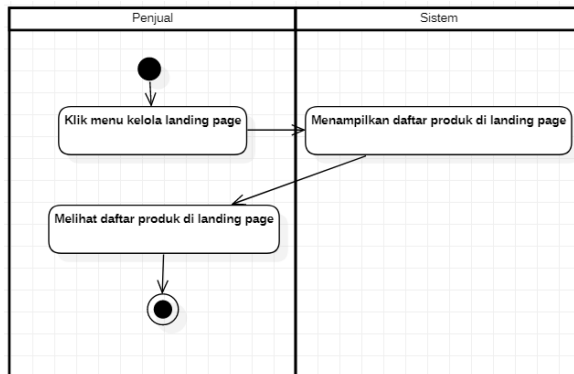 Penjual
Sistem
Klik menu kelola landing page
Menampilkan daftar produk di landing page
Melihat daftar produk di landing page